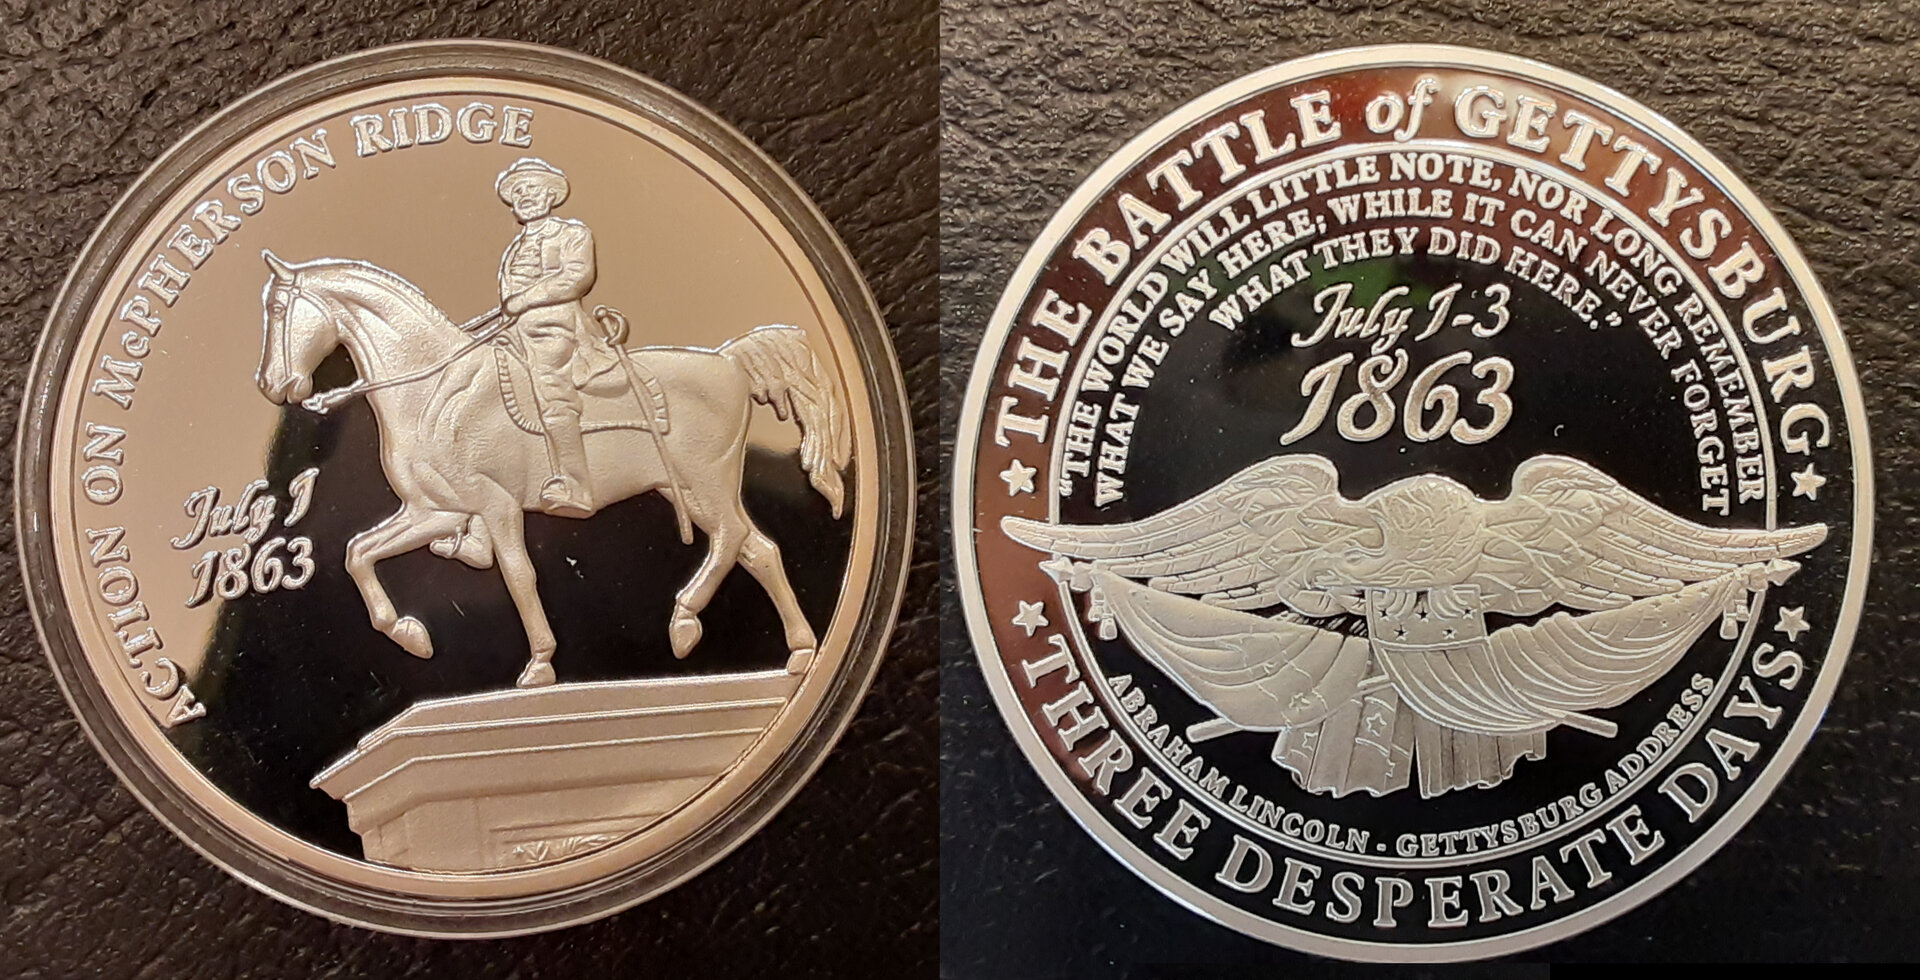 ACTION ON McPHERSON RIDGE
July 1
1863
THE BATTLE of GETTYSBURG
"THE WORLD WILL LITTLE NOTE, NOR LONG REMEMBER
WHAT WE SAY HERE; WHILE IT CAN NEVER FORGET
WHAT THEY DID HERE."
July 1-3
1863
ABRAHAM LINCOLN - GETTYSBURG ADDRESS
THREE DESPERATE DAYS